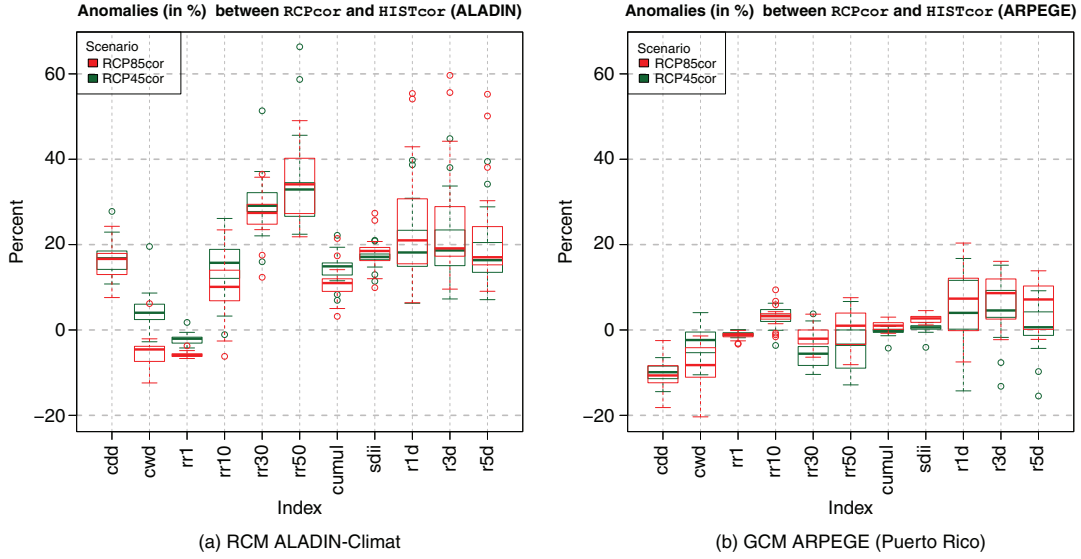 Anomalies (in %) between RCPcor and HISTcor (ALADIN)
Scenario
RCP85cor
RCP45cor
Percent
60
40
20
0
−20
cdd
cwd
rr1
rr10
rr30
rr50
cumul
sdii
r1d
r3d
r5d
Index
(a) RCM ALADIN-Climat
Anomalies (in %) between RCPcor and HISTcor (ARPEGE)
Scenario
RCP85cor
RCP45cor
Percent
60
40
20
0
−20
cdd
cwd
rr1
rr10
rr30
rr50
cumul
sdii
r1d
r3d
r5d
Index
(b) GCM ARPEGE (Puerto Rico)